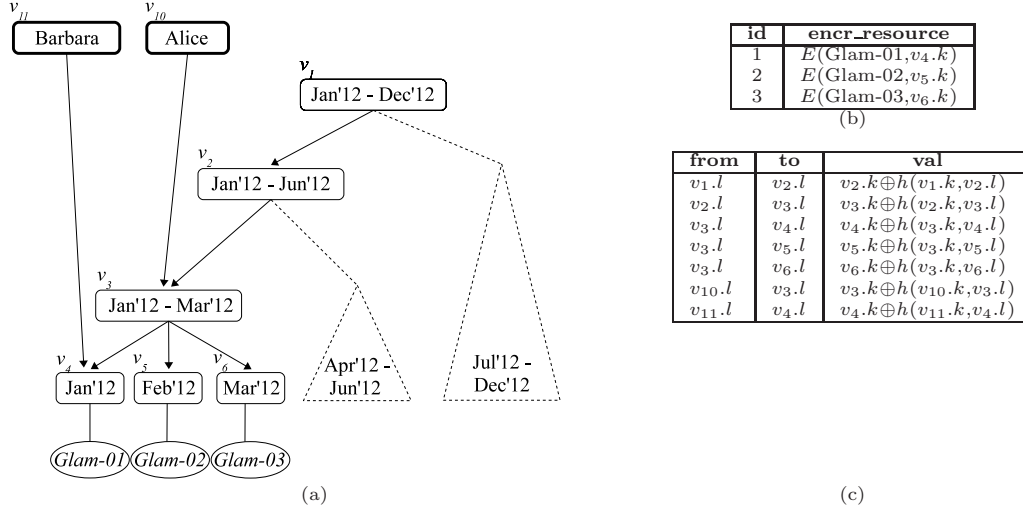 v11
v10
Barbara
Alice
v1
Jan'12 - Dec'12
v2
Jan'12 - Jun'12
v3
Jan'12 - Mar'12
v4
v5
v6
Jan'12
Feb'12
Mar'12
Apr'12 -
Jun'12
Jul'12 -
Dec'12
Glam-01
Glam-02
Glam-03
(a)
id encr_resource
1 E(Glam-01,v4.k)
2 E(Glam-02,v5.k)
3 E(Glam-03,v6.k)
(b)
from to val
v1.l v2.l v2.k⊕h(v1.k,v2.l)
v2.l v3.l v3.k⊕h(v2.k,v3.l)
v3.l v4.l v4.k⊕h(v3.k,v4.l)
v3.l v5.l v5.k⊕h(v3.k,v5.l)
v3.l v6.l v6.k⊕h(v3.k,v6.l)
v10.l v3.l v3.k⊕h(v10.k,v3.l)
v11.l v4.l v4.k⊕h(v11.k,v4.l)
(c)